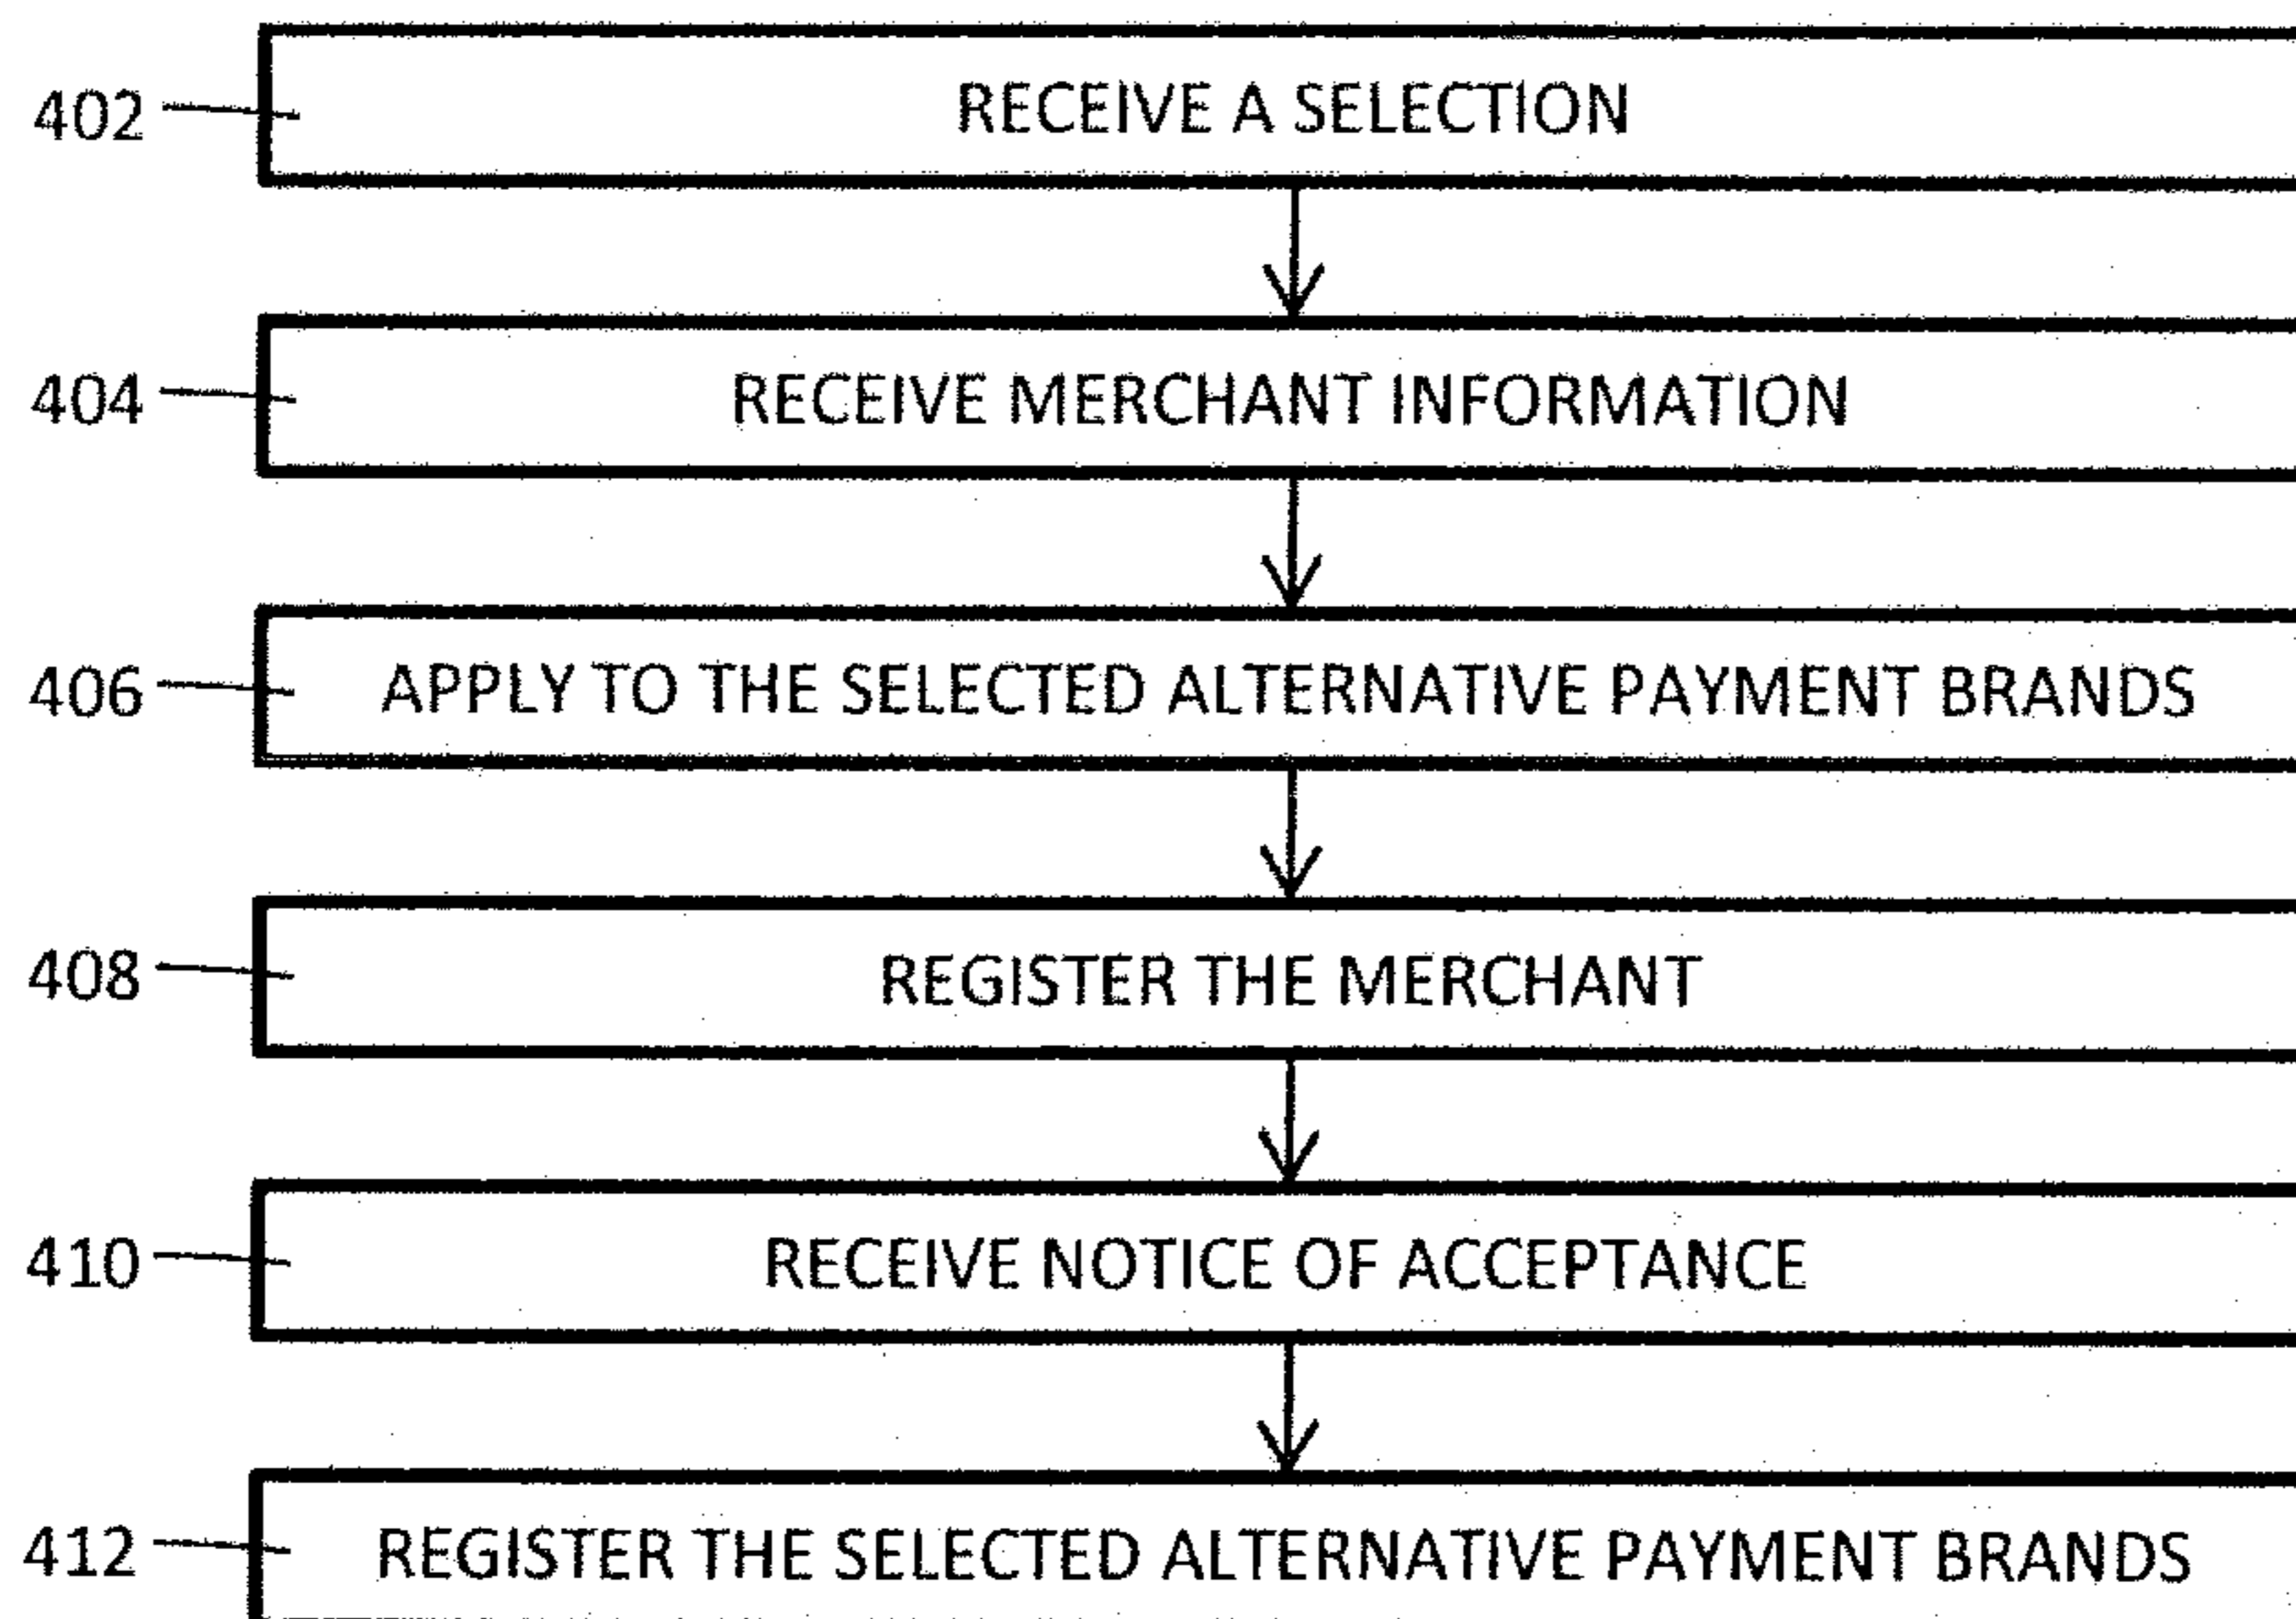 402 RECEIVE A SELECTION
404 RECEIVE MERCHANT INFORMATION
406 APPLY TO THE SELECTED ALTERNATIVE PAYMENT BRANDS
408 REGISTER THE MERCHANT
410 RECEIVE NOTICE OF ACCEPTANCE
412 REGISTER THE SELECTED ALTERNATIVE PAYMENT BRANDS